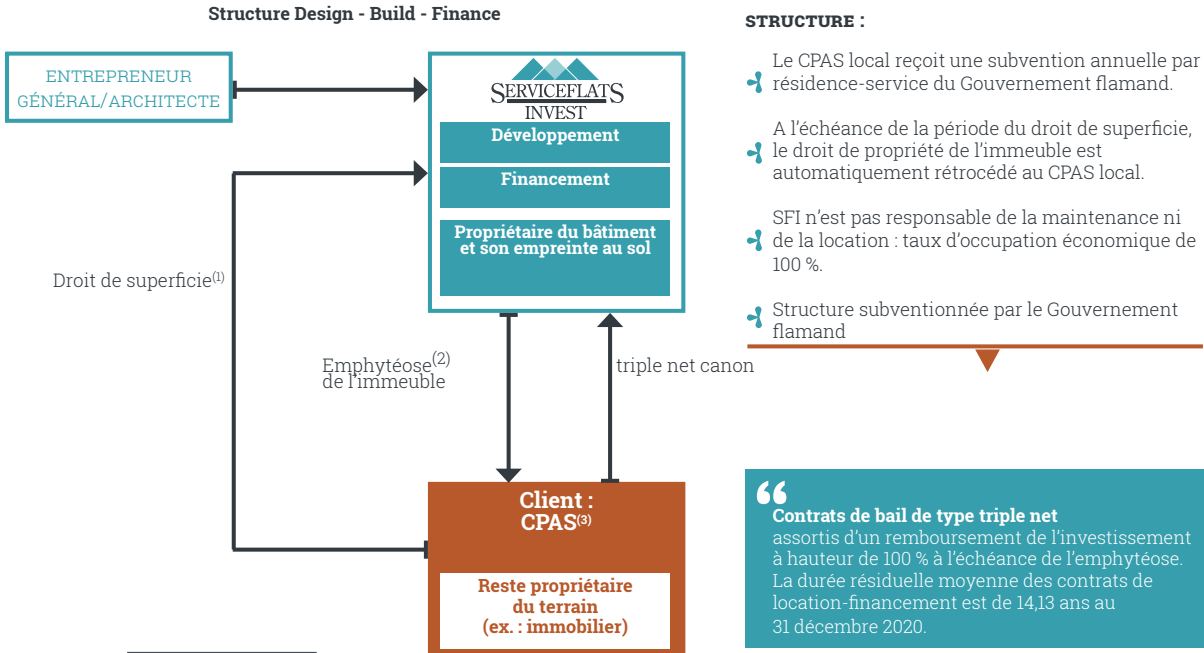 Structure Design - Build - Finance
ENTREPRENEUR
GÉNÉRAL/ARCHITECTE
SERVICEFLATS
INVEST
Développement
Financement
Propriétaire du bâtiment
et son empreinte au sol
Droit de superficie(1)
Emphytéose(2)
de l'immeuble
triple net canon
Client :
CPAS(3)
Reste propriétaire
du terrain
(ex. : immobilier)
STRUCTURE :
Le CPAS local reçoit une subvention annuelle par
résidence-service du Gouvernement flamand.
A l'échéance de la période du droit de superficie,
le droit de propriété de l'immeuble est
automatiquement rétrocédé au CPAS local.
SFI n'est pas responsable de la maintenance ni
de la location : taux d'occupation économique de
100 %.
Structure subventionnée par le Gouvernement
flamand
“
Contrats de bail de type triple net
assortis d'un remboursement de l'investissement
à hauteur de 100 % à l'échéance de l'emphytéose.
La durée résiduelle moyenne des contrats de
location-financement est de 14,13 ans au
31 décembre 2020.